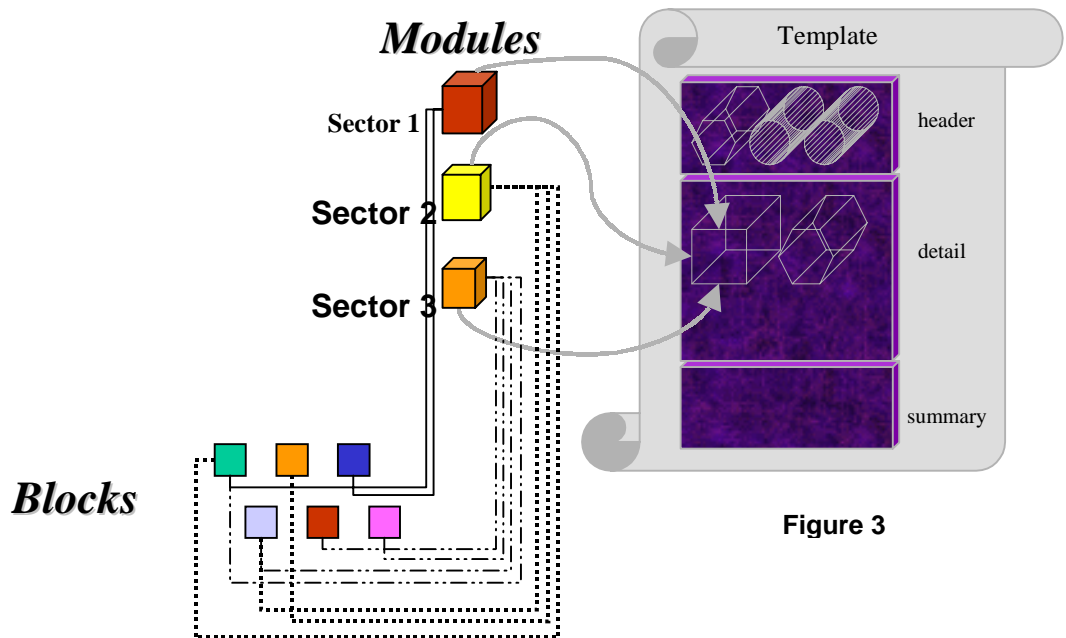 Modules
Template
Sector 1
header
Sector 2
detail
Sector 3
summary
Blocks
Figure 3